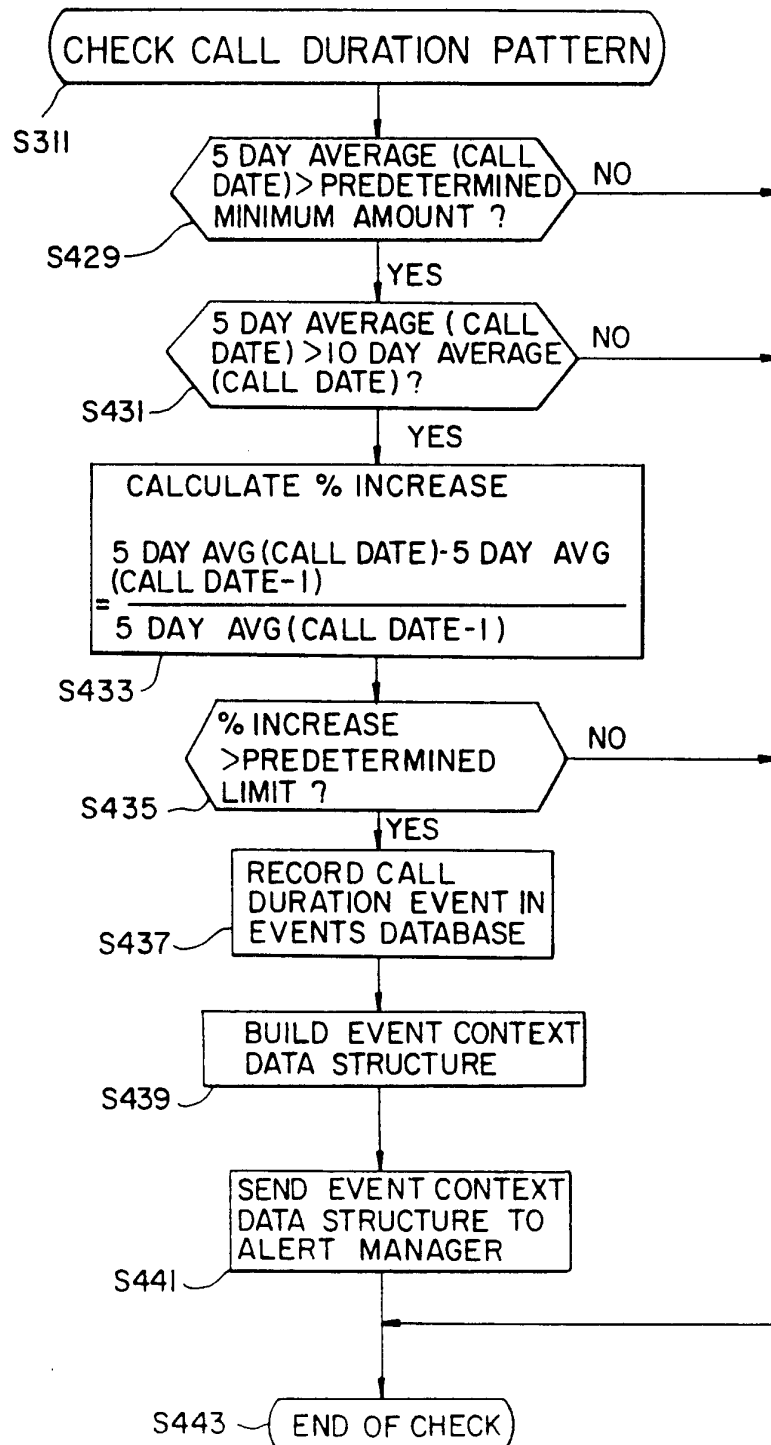 CHECK CALL DURATION PATTERN
S311
5 DAY AVERAGE (CALL
DATE)>PREDETERMINED
MINIMUM AMOUNT ?
NO
S429
YES
5 DAY AVERAGE (CALL
DATE)>10 DAY AVERAGE
(CALL DATE)?
NO
S431
YES
CALCULATE % INCREASE
5 DAY AVG(CALL DATE)-5 DAY AVG
(CALL DATE-1)
=
5 DAY AVG(CALL DATE-1)
S433
% INCREASE
>PREDETERMINED
LIMIT ?
NO
S435
YES
RECORD CALL
DURATION EVENT IN
EVENTS DATABASE
S437
BUILD EVENT CONTEXT
DATA STRUCTURE
S439
SEND EVENT CONTEXT
DATA STRUCTURE TO
ALERT MANAGER
S441
S443
END OF CHECK